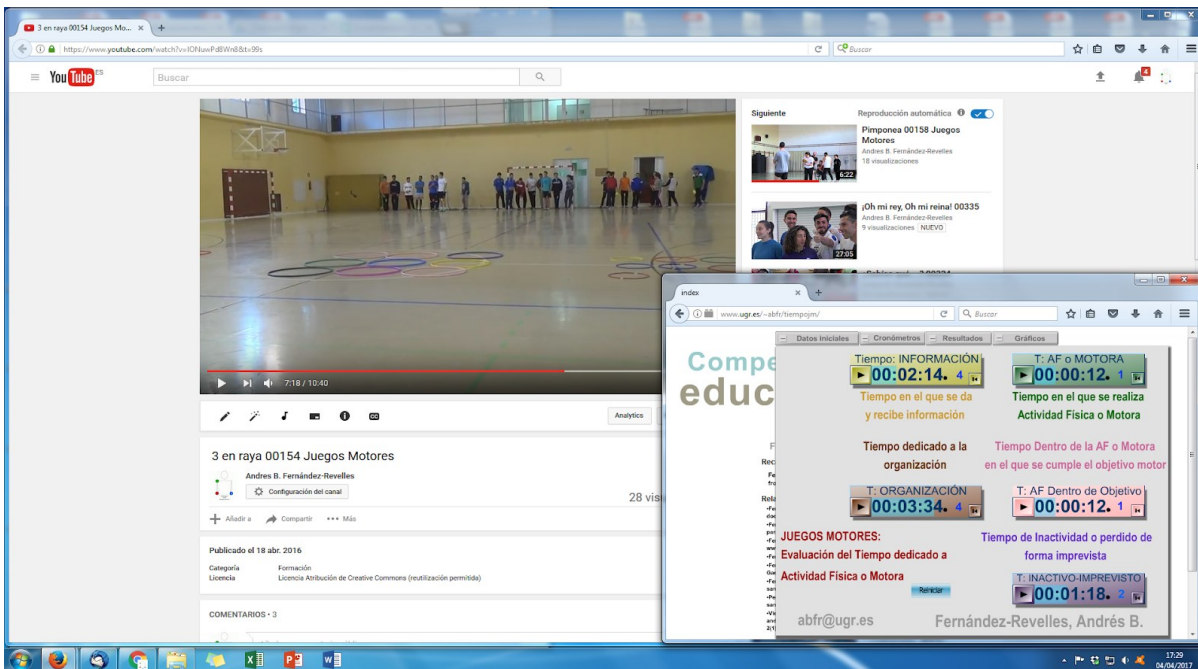 3 en raya 00154 Juegos Mo...
https://www.youtube.com/watch?v=IONuwPd8Wn8&t=99s
Buscar
YouTube ES
Buscar
4
Siguiente
Reproducción automática
Pimponea 00158 Juegos
Motores
Andres B. Fernández-Revelles
18 visualizaciones
6:22
¡Oh mi rey, Oh mi reina! 00335
Andres B. Fernández-Revelles
9 visualizaciones NUEVO
27:05
7:18 / 10:40
Analytics
3 en raya 00154 Juegos Motores
Andres B. Fernández-Revelles
Configuración del canal
28 vis
Añadir a Compartir Más
Publicado el 18 abr. 2016
Categoría Formación
Licencia Licencia Atribución de Creative Commons (reutilización permitida)
COMENTARIOS • 3
index
www.ugr.es/~abfr/tiempojm/
Buscar
Datos Iniciales Cronómetros Resultados Gráficos
Compe
educ
Tiempo: INFORMACIÓN
00:02:14. 4
Tiempo en el que se da
y recibe información
T: AF o MOTORA
00:00:12. 1
Tiempo en el que se realiza
Actividad Física o Motora
Tiempo dedicado a la
organización
T: ORGANIZACIÓN
00:03:34. 4
Tiempo Dentro de la AF o Motora
en el que se cumple el objetivo motor
T: AF Dentro de Objetivo
00:00:12. 1
JUEGOS MOTORES:
Evaluación del Tiempo dedicado a
Actividad Física o Motora
Reiniciar
Tiempo de Inactividad o perdido de
forma imprevista
T: INACTIVO-IMPREVISTO
00:01:18. 2
abfr@ugr.es
Fernández-Revelles, Andrés B.
17:29
04/04/2017